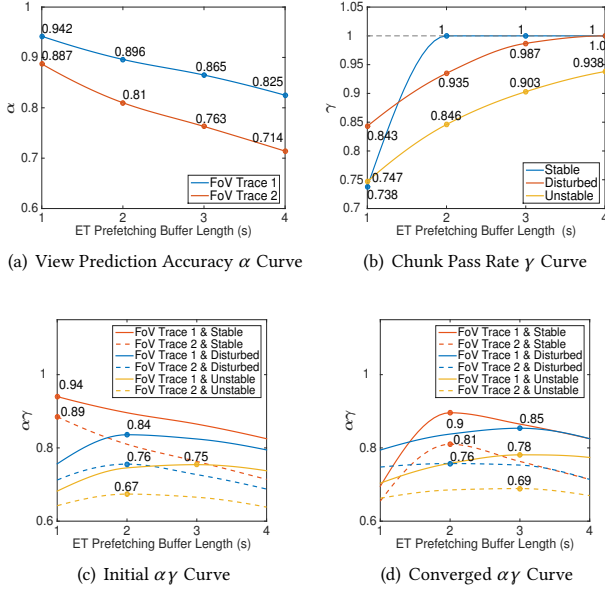 1
0.942
0.9
0.887
0.896
0.865
0.825
0.8
0.81
0.763
0.714
0.7
α
FoV Trace 1
FoV Trace 2
0.6
1 2 3 4
ET Prefetching Buffer Length (s)
(a) View Prediction Accuracy α Curve
1.05
1 1 1
1
1.0
0.987
0.95
0.935
0.938
0.9
0.903
0.85
0.843
0.846
0.8
0.75
0.747
0.738
0.7
γ
Stable
Disturbed
Unstable
1 2 3 4
ET Prefetching Buffer Length (s)
(b) Chunk Pass Rate γ Curve
FoV Trace 1 & Stable
FoV Trace 2 & Stable
FoV Trace 1 & Disturbed
FoV Trace 2 & Disturbed
FoV Trace 1 & Unstable
FoV Trace 2 & Unstable
1
0.94
0.89
0.84
0.8
0.76
0.75
0.67
0.6
αγ
1 2 3 4
ET Prefetching Buffer Length (s)
(c) Initial αγ Curve
FoV Trace 1 & Stable
FoV Trace 2 & Stable
FoV Trace 1 & Disturbed
FoV Trace 2 & Disturbed
FoV Trace 1 & Unstable
FoV Trace 2 & Unstable
1
0.9
0.85
0.8
0.81
0.78
0.76
0.69
0.6
αγ
1 2 3 4
ET Prefetching Buffer Length (s)
(d) Converged αγ Curve